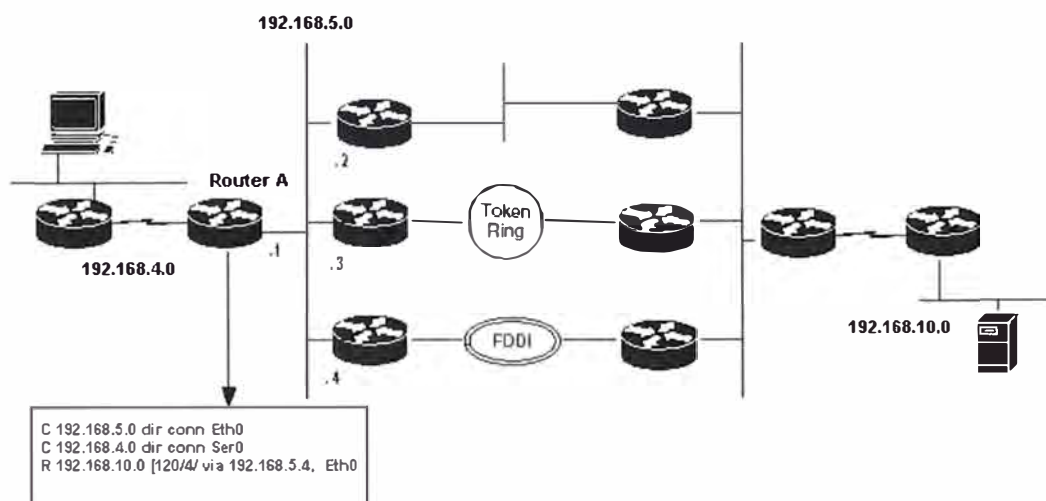 192.168.5.0
.2
Router A
Token
Ring
.1
.3
192.168.4.0
192.168.10.0
FDDI
.4
C 192.168.5.0 dir conn Eth0
C 192.168.4.0 dir conn Ser0
R 192.168.10.0 [120/4/ via 192.168.5.4, Eth0